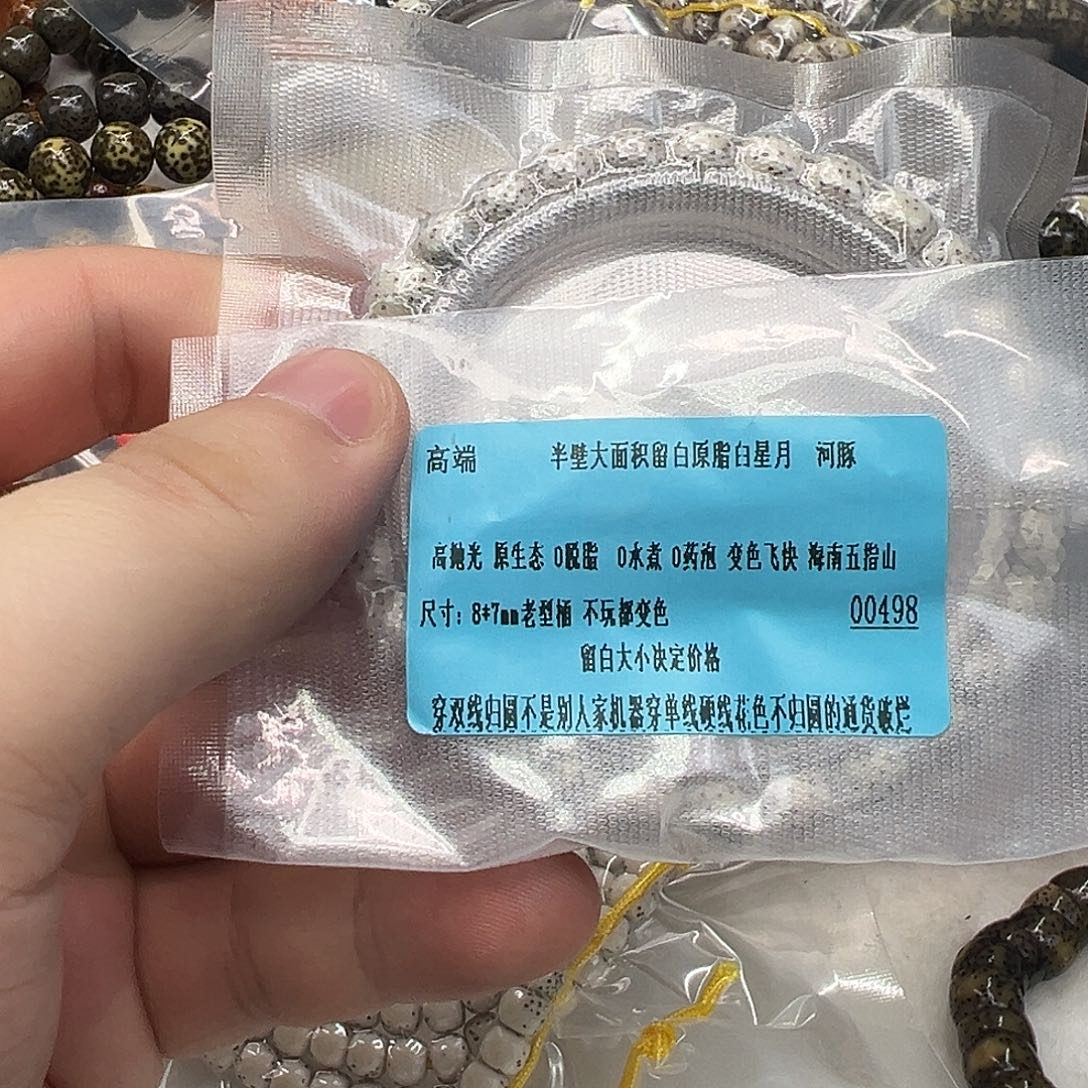 高端 半壁大面积留白原脂白星月 河豚
高抛光 原生态 0脱脂 0水煮 0药泡 变色飞快 海南五指山
尺寸：8*7mm老型桶 不玩都变色 00498
留白大小决定价格
穿双线归圆不是别人家机器穿单线硬线花色不归圆的通货破烂